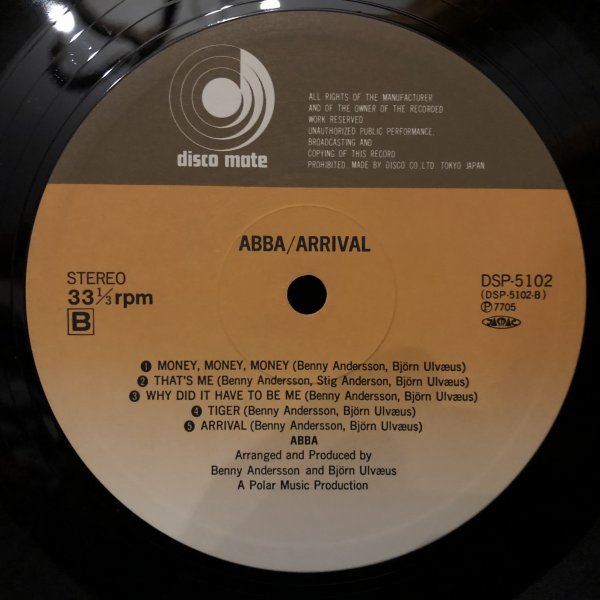 disco mate
ALL RIGHTS OF THE MANUFACTURER
AND OF THE OWNER OF THE RECORDED
WORK RESERVED
UNAUTHORIZED PUBLIC PERFORMANCE,
BROADCASTING AND
COPYING OF THIS RECORD
PROHIBITED. MADE BY DISCO CO., LTD. TOKYO JAPAN
ABBA/ARRIVAL
STEREO
33 1/3 rpm
B
DSP-5102
(DSP-5102-B)
Ⓟ7705
JASRAC
❶ MONEY, MONEY, MONEY (Benny Andersson, Björn Ulvæus)
❷ THAT'S ME (Benny Andersson, Stig Anderson, Björn Ulvæus)
❸ WHY DID IT HAVE TO BE ME (Benny Andersson, Björn Ulvæus)
❹ TIGER (Benny Andersson, Björn Ulvæus)
❺ ARRIVAL (Benny Andersson, Björn Ulvæus)
ABBA
Arranged and Produced by
Benny Andersson and Björn Ulvæus
A Polar Music Production